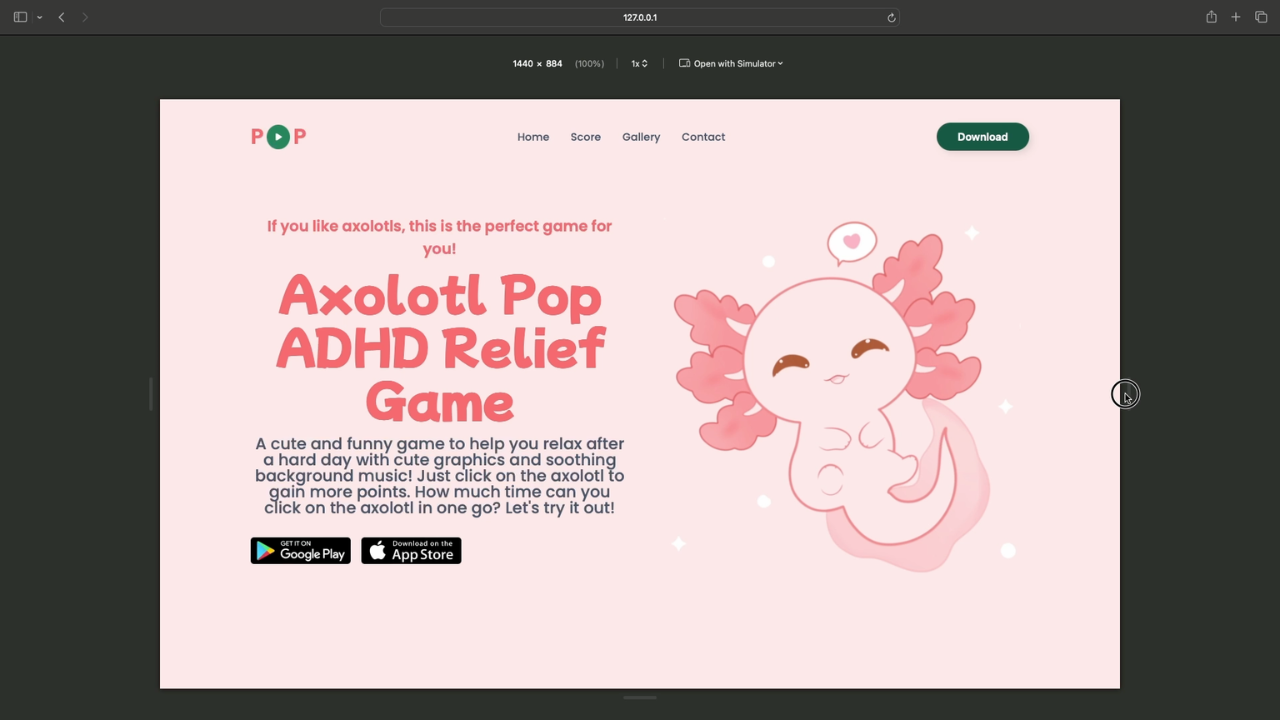 127.0.0.1
1440 × 884 (100%) 1x Open with Simulator
P P Home Score Gallery Contact Download
If you like axolotls, this is the perfect game for
you!
Axolotl Pop
ADHD Relief
Game
A cute and funny game to help you relax after
a hard day with cute graphics and soothing
background music! Just click on the axolotl to
gain more points. How much time can you
click on the axolotl in one go? Let's try it out!
GET IT ON
Google Play
Download on the
App Store